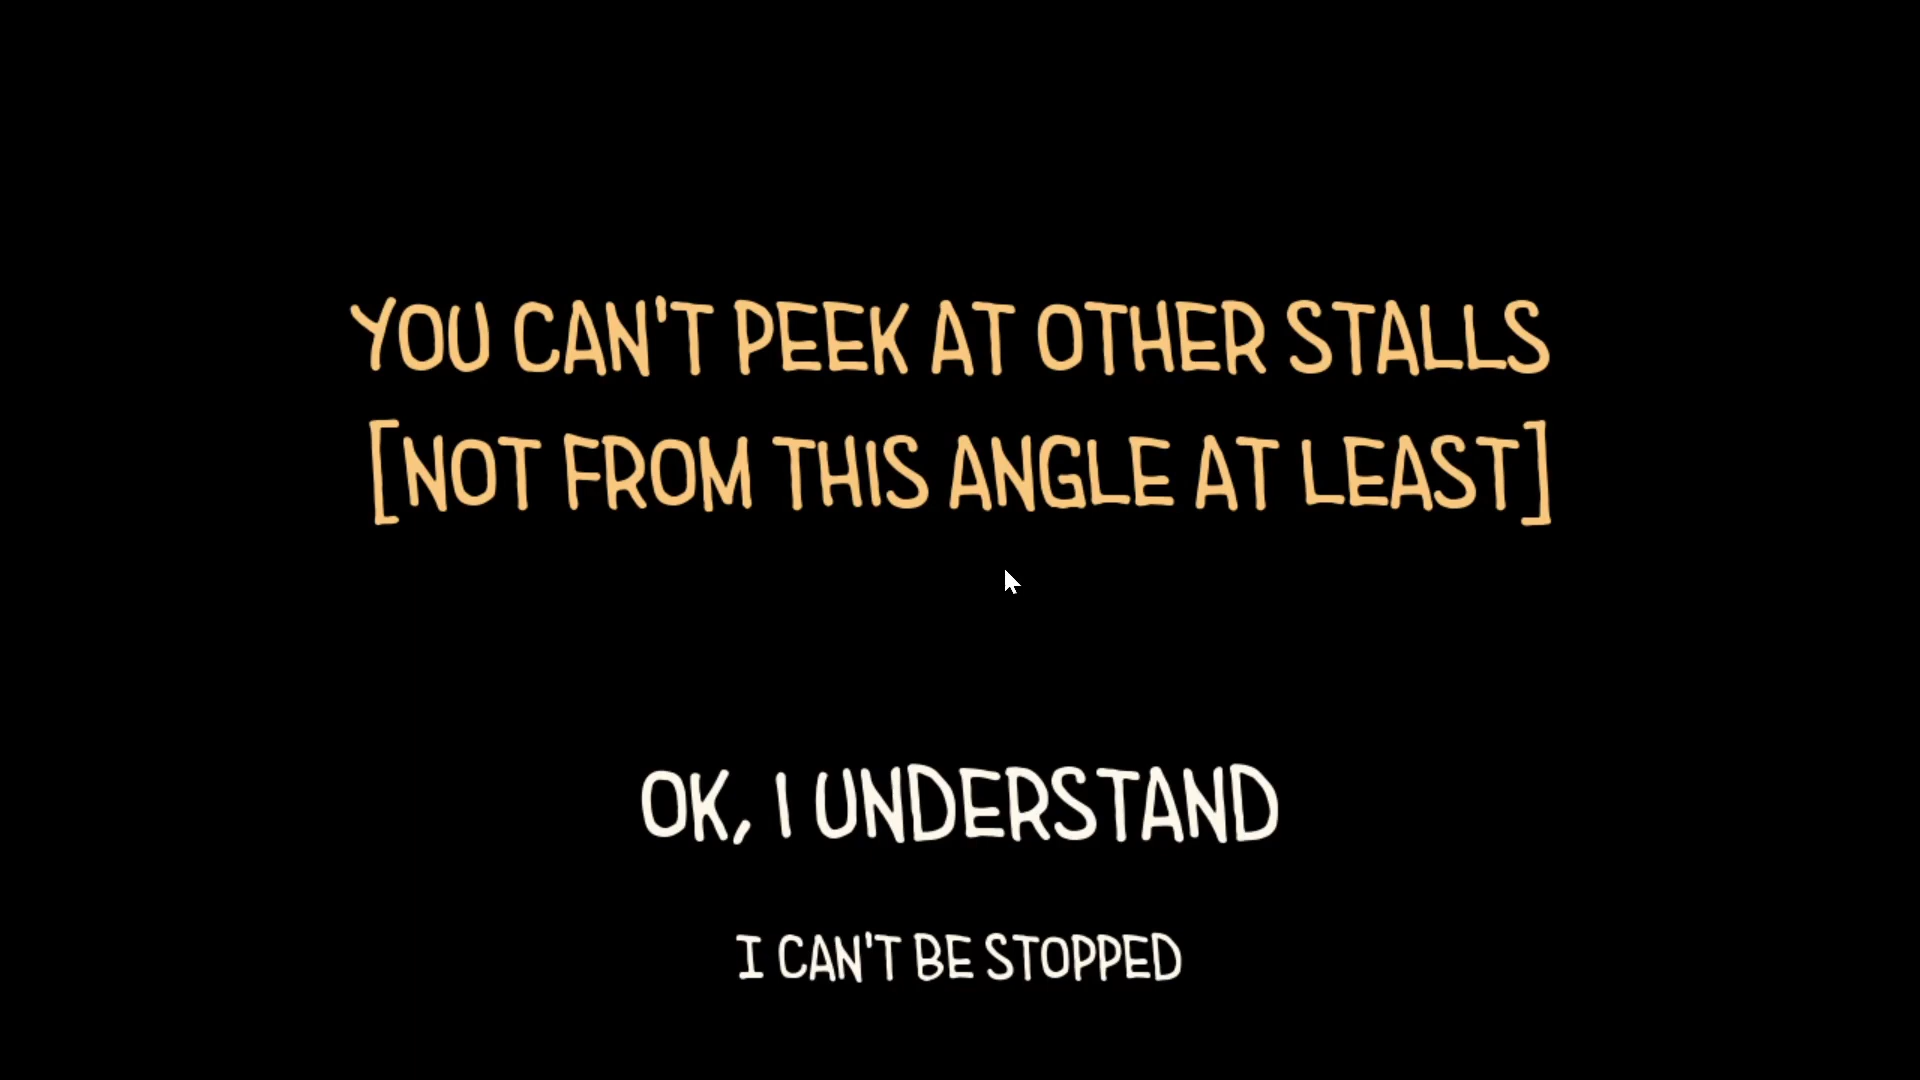 YOU CAN'T PEEK AT OTHER STALLS
[NOT FROM THIS ANGLE AT LEAST]
OK, I UNDERSTAND
I CAN'T BE STOPPED